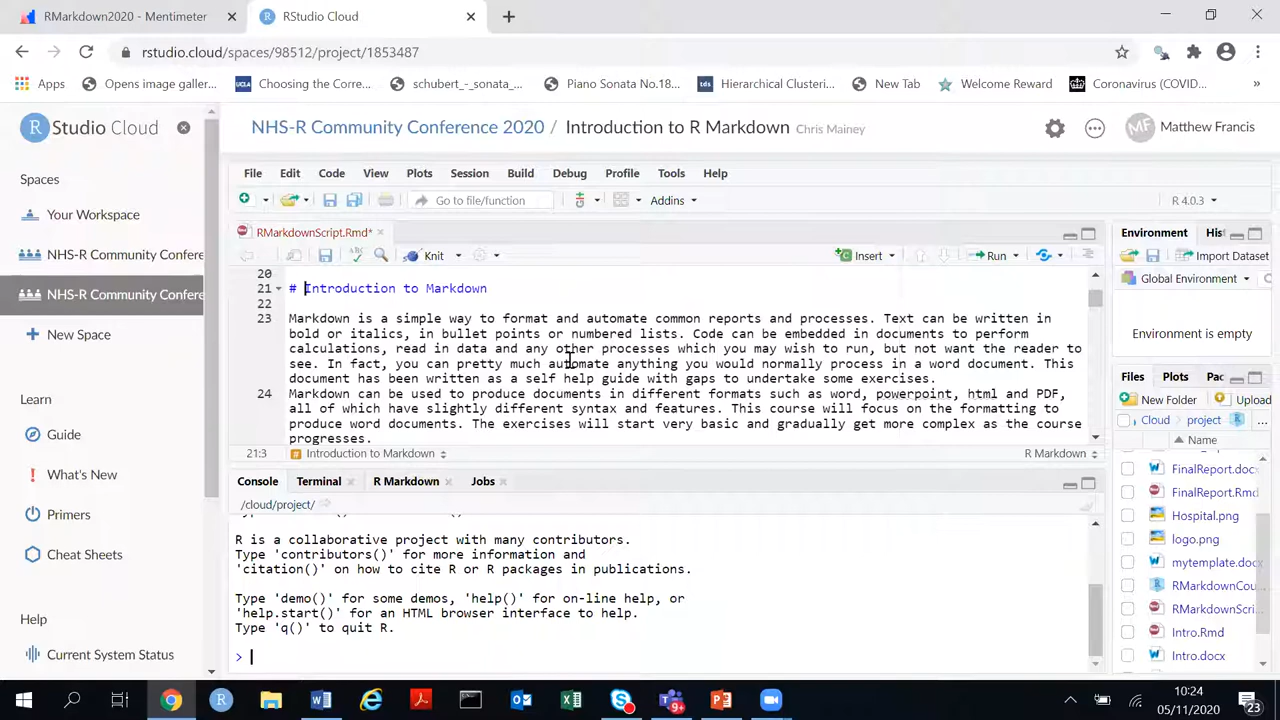 RMarkdown2020 - Mentimeter
RStudio Cloud
rstudio.cloud/spaces/98512/project/1853487
Apps Opens image galler... Choosing the Corre... schubert_-_sonata_... Piano Sonata No.18... Hierarchical Clusteri... New Tab Welcome Reward Coronavirus (COVID...
R Studio Cloud
NHS-R Community Conference 2020 / Introduction to R Markdown Chris Mainey
MF Matthew Francis
Spaces
Your Workspace
NHS-R Community Confere
NHS-R Community Confere
New Space
Learn
Guide
What's New
Primers
Cheat Sheets
Help
Current System Status
File Edit Code View Plots Session Build Debug Profile Tools Help
Go to file/function Addins R 4.0.3
RMarkdownScript.Rmd*
ABC Knit Insert Run
20
21 # Introduction to Markdown
22
23 Markdown is a simple way to format and automate common reports and processes. Text can be written in
bold or italics, in bullet points or numbered lists. Code can be embedded in documents to perform
calculations, read in data and any other processes which you may wish to run, but not want the reader to
see. In fact, you can pretty much automate anything you would normally process in a word document. This
document has been written as a self help guide with gaps to undertake some exercises.
24 Markdown can be used to produce documents in different formats such as word, powerpoint, html and PDF,
all of which have slightly different syntax and features. This course will focus on the formatting to
produce word documents. The exercises will start very basic and gradually get more complex as the course
progresses.
21:3 # Introduction to Markdown R Markdown
Console Terminal R Markdown Jobs
/cloud/project/
R is a collaborative project with many contributors.
Type 'contributors()' for more information and
'citation()' on how to cite R or R packages in publications.
Type 'demo()' for some demos, 'help()' for on-line help, or
'help.start()' for an HTML browser interface to help.
Type 'q()' to quit R.
>
Environment Hist
Import Dataset
Global Environment
Environment is empty
Files Plots Pac
New Folder Upload
Cloud project ...
Name
FinalReport.docx
FinalReport.Rmd
Hospital.png
logo.png
mytemplate.docx
RMarkdownCou
RMarkdownScri
Intro.Rmd
Intro.docx
9+
10:24
05/11/2020
23